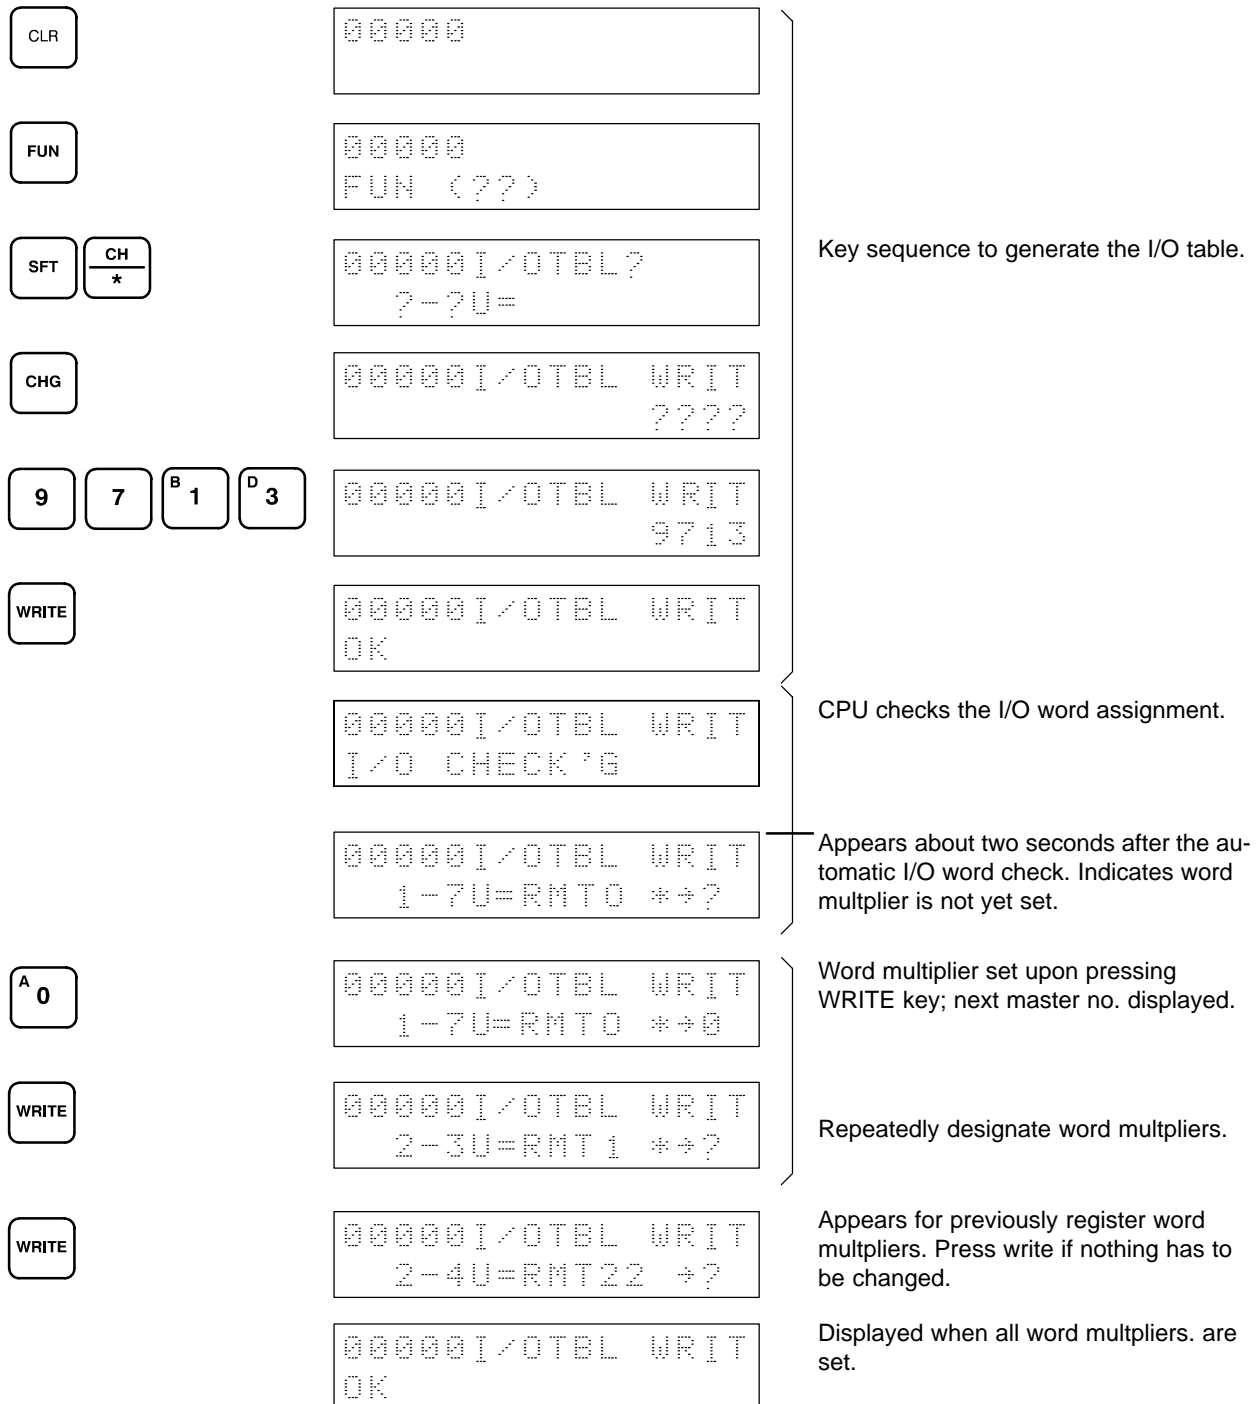 CLR
00000
FUN
00000
FUN (??)
SFT CH
*
00000I/OTBL?
?-?U=
Key sequence to generate the I/O table.
CHG
00000I/OTBL WRIT
????
9 7 B 1 D 3
00000I/OTBL WRIT
9713
WRITE
00000I/OTBL WRIT
OK
00000I/OTBL WRIT
I/O CHECK'G
CPU checks the I/O word assignment.
00000I/OTBL WRIT
1-7U=RMT0 *→?
Appears about two seconds after the au-
tomatic I/O word check. Indicates word
multplier is not yet set.
A 0
00000I/OTBL WRIT
1-7U=RMT0 *→0
Word multiplier set upon pressing
WRITE key; next master no. displayed.
WRITE
00000I/OTBL WRIT
2-3U=RMT1 *→?
Repeatedly designate word multpliers.
WRITE
00000I/OTBL WRIT
2-4U=RMT22 →?
Appears for previously register word
multpliers. Press write if nothing has to
be changed.
00000I/OTBL WRIT
OK
Displayed when all word multpliers. are
set.